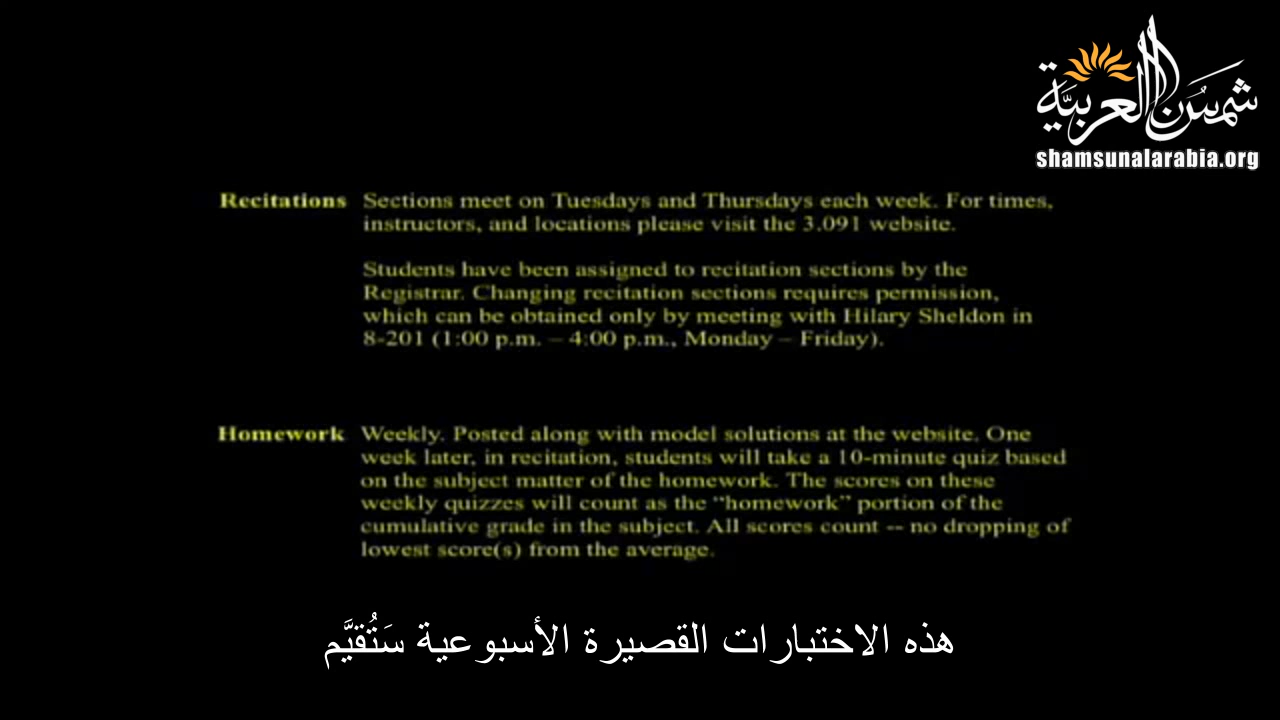 شمسُ العربيّة
shamsunalarabia.org
Recitations Sections meet on Tuesdays and Thursdays each week. For times,
instructors, and locations please visit the 3.091 website.
Students have been assigned to recitation sections by the
Registrar. Changing recitation sections requires permission,
which can be obtained only by meeting with Hilary Sheldon in
8-201 (1:00 p.m. – 4:00 p.m., Monday – Friday).
Homework Weekly. Posted along with model solutions at the website. One
week later, in recitation, students will take a 10-minute quiz based
on the subject matter of the homework. The scores on these
weekly quizzes will count as the “homework” portion of the
cumulative grade in the subject. All scores count -- no dropping of
lowest score(s) from the average.
هذه الاختبارات القصيرة الأسبوعية سَتُقيَّم